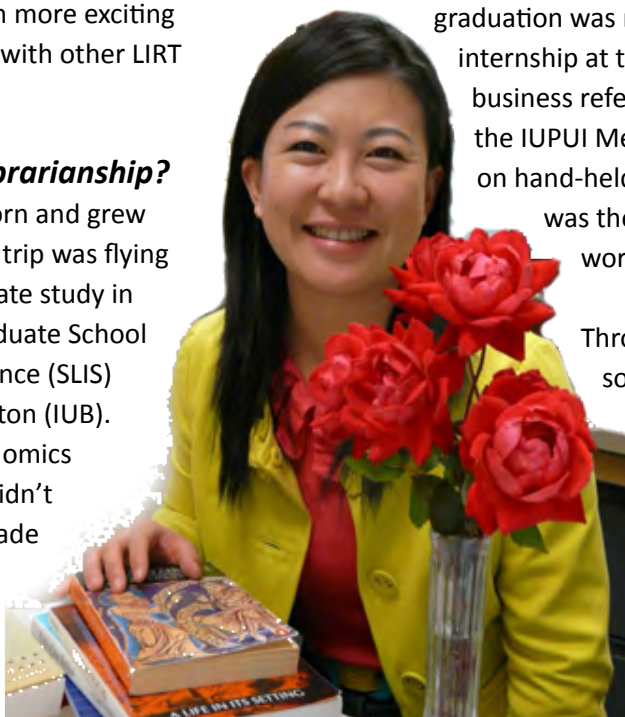 n more exciting
with other LIRT
brarianship?
orn and grew
trip was flying
ate study in
duate School
nce (SLIS)
ton (IUB).
omics
idn’t
ade
graduation was r
internship at t
business refe
the IUPUI Me
on hand-held
was the
wor
Thro
so
A LIFE IN ITS SETTING